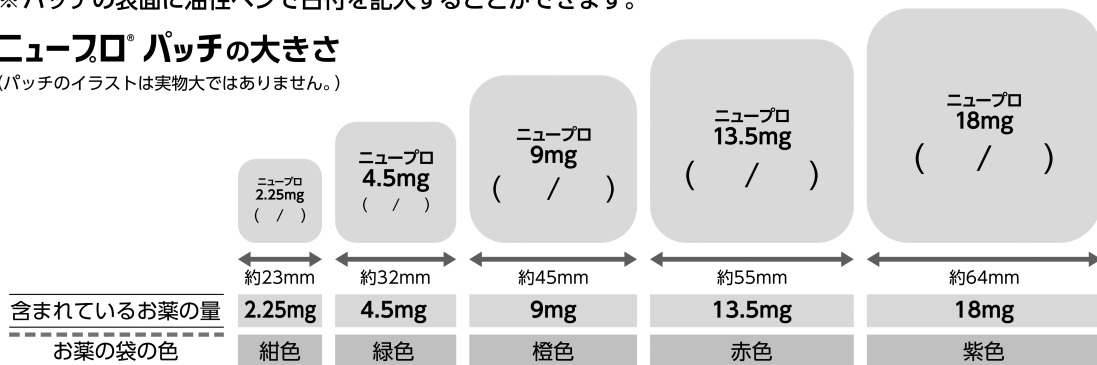 ※パッチの表面に油性ペンで日付を記入することができます。
ニュープロ® パッチの大きさ
(パッチのイラストは実物大ではありません。)
ニュープロ
2.25mg
( / )
ニュープロ
4.5mg
( / )
ニュープロ
9mg
( / )
ニュープロ
13.5mg
( / )
ニュープロ
18mg
( / )
約23mm 約32mm 約45mm 約55mm 約64mm
含まれているお薬の量 2.25mg 4.5mg 9mg 13.5mg 18mg
お薬の袋の色 紺色 緑色 橙色 赤色 紫色